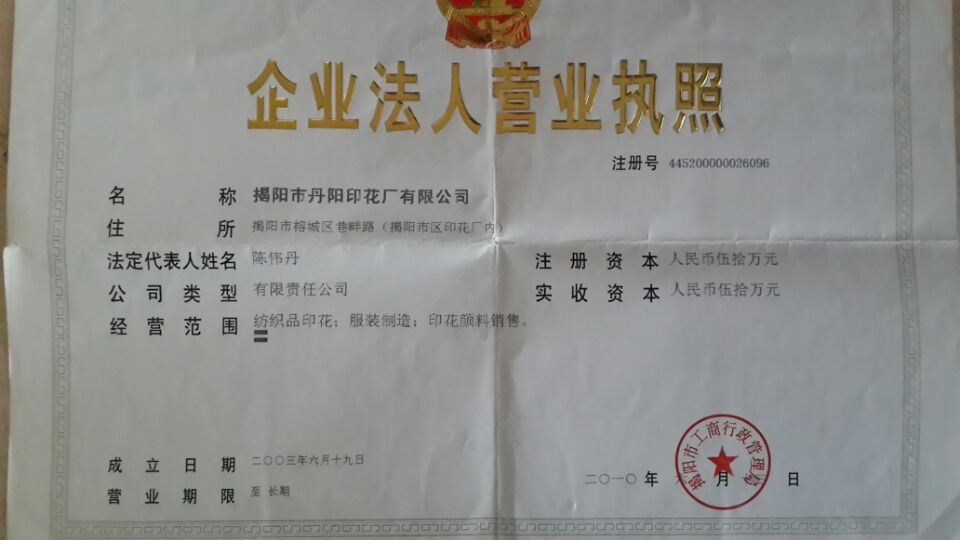 企业法人营业执照
注册号 445200000026096
名称 揭阳市丹阳印花厂有限公司
住所 揭阳市榕城区巷畔路（揭阳市区印花厂内）
法定代表人姓名 陈伟丹
注册资本 人民币伍拾万元
公司类型 有限责任公司
实收资本 人民币伍拾万元
经营范围 纺织品印花；服装制造；印花颜料销售。
成立日期 二〇〇三年六月十九日
营业期限 至 长期
揭阳市工商行政管理局
二〇一〇年 月 日